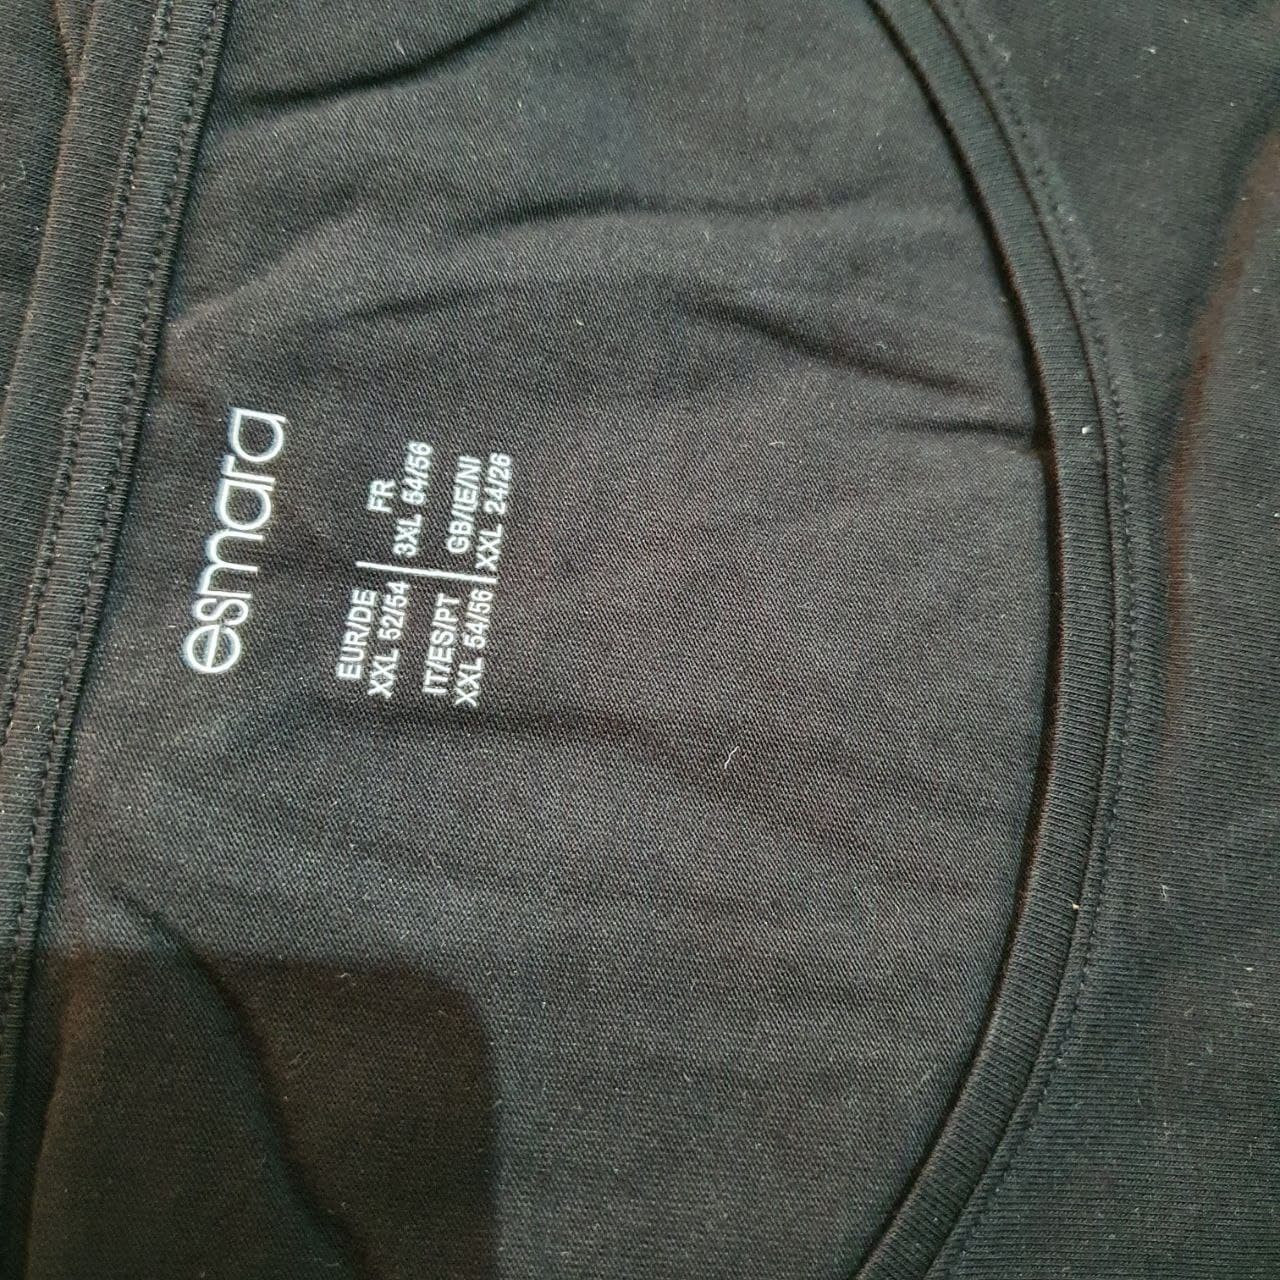 esmara
EUR/DE FR
XXL 52/54 3XL 54/56
IT/ES/PT GB/IE/NI
XXL 54/56 XXL 24/26